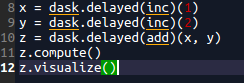 8 x = dask.delayed(inc)(1)
9 y = dask.delayed(inc)(2)
10 z = dask.delayed(add)(x, y)
11 z.compute()
12 z.visualize()